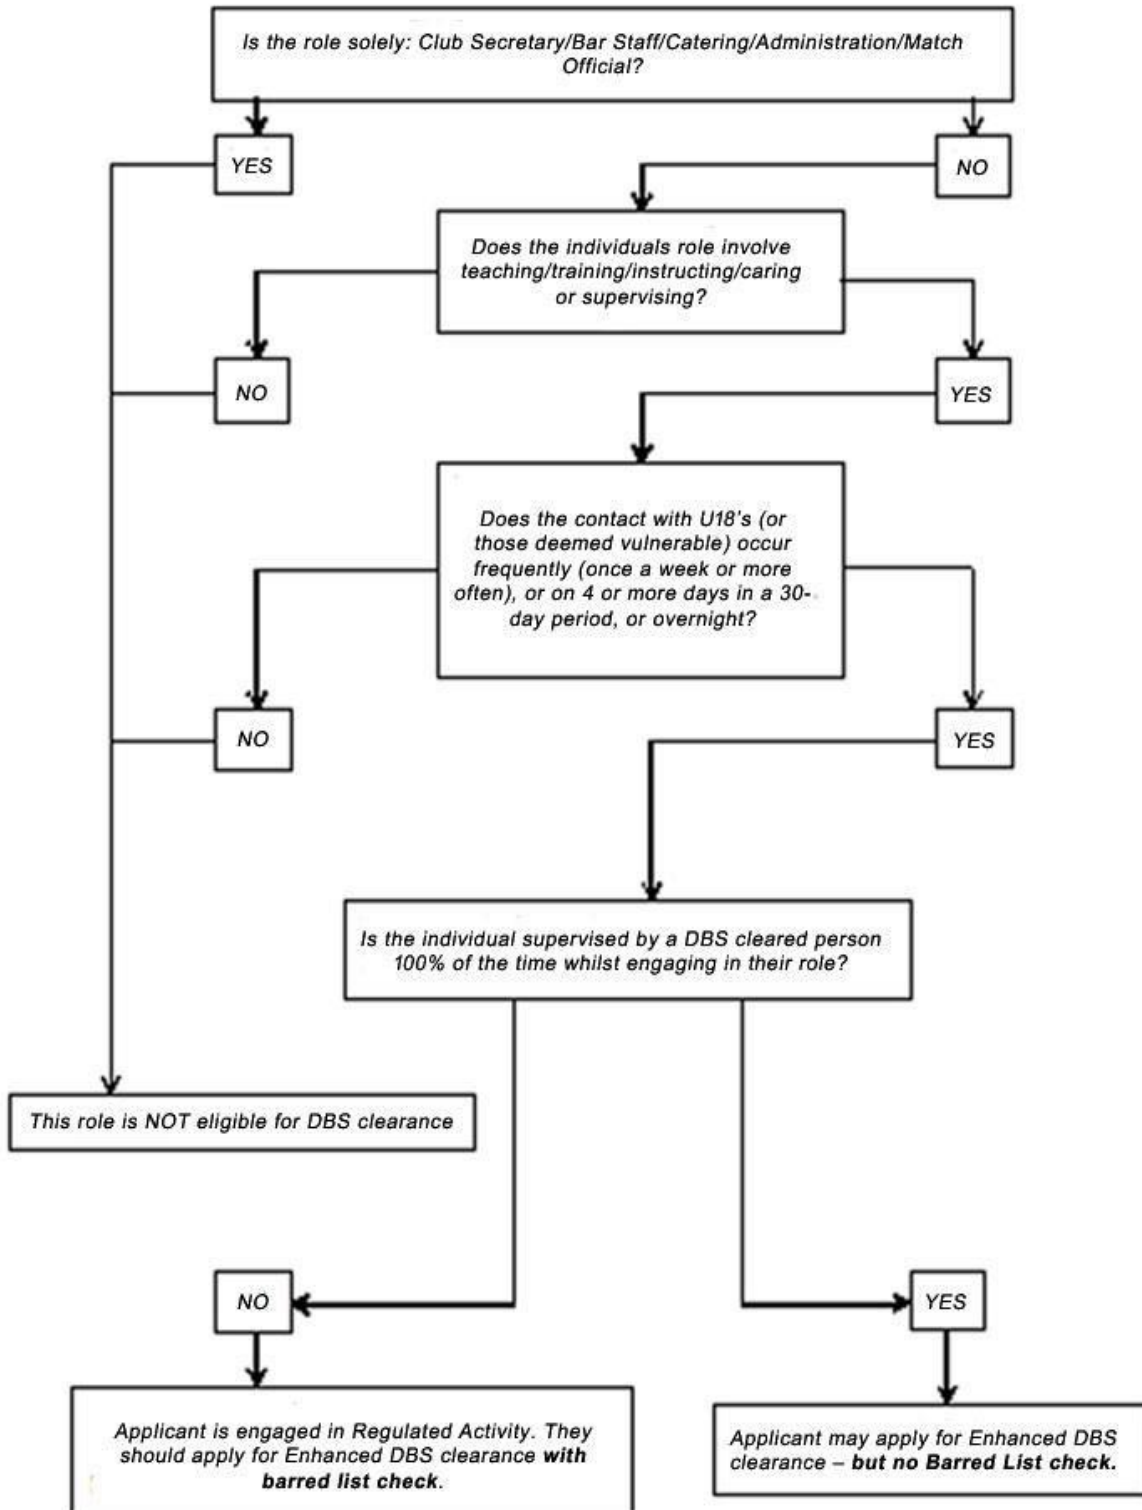 Is the role solely: Club Secretary/Bar Staff/Catering/Administration/Match
Official?
YES
NO
Does the individuals role involve
teaching/training/instructing/caring
or supervising?
NO
YES
Does the contact with U18's (or
those deemed vulnerable) occur
frequently (once a week or more
often), or on 4 or more days in a 30-
day period, or overnight?
NO
YES
Is the individual supervised by a DBS cleared person
100% of the time whilst engaging in their role?
This role is NOT eligible for DBS clearance
NO
YES
Applicant is engaged in Regulated Activity. They
should apply for Enhanced DBS clearance with
barred list check.
Applicant may apply for Enhanced DBS
clearance – but no Barred List check.